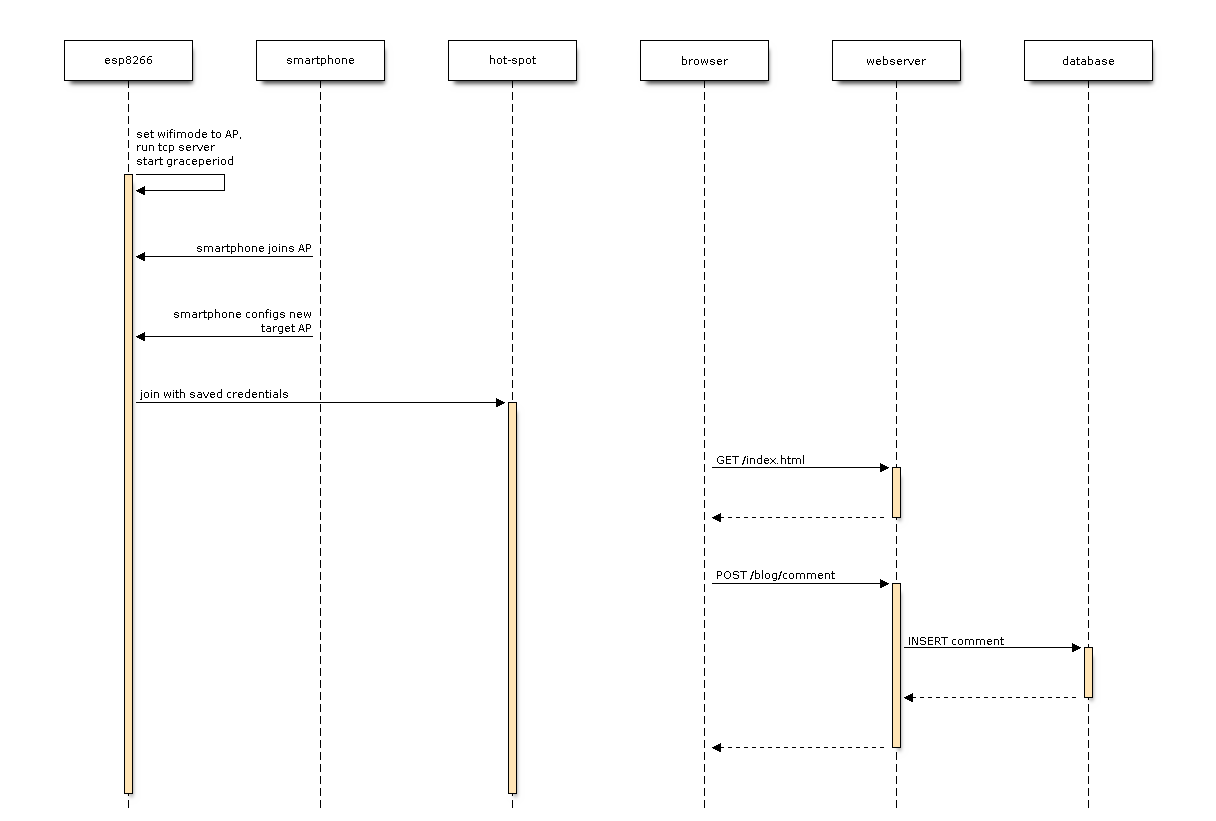 esp8266
smartphone
hot-spot
browser
webserver
database
set wifimode to AP,
run tcp server
start graceperiod
smartphone joins AP
smartphone configs new
target AP
join with saved credentials
GET /index.html
POST /blog/comment
INSERT comment